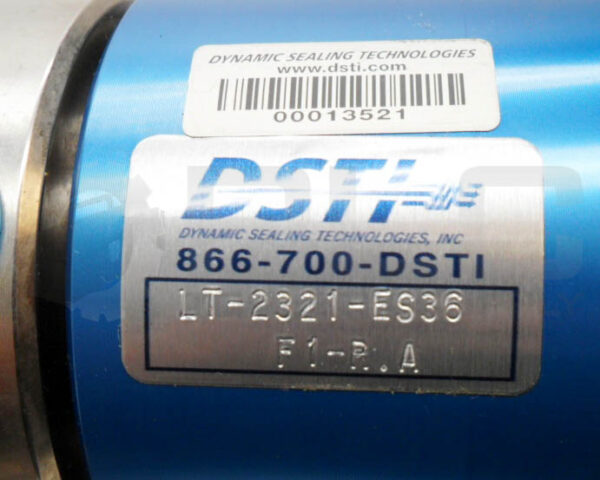 DYNAMIC SEALING TECHNOLOGIES
www.dsti.com
00013521
DSTI
DYNAMIC SEALING TECHNOLOGIES, INC
866-700-DSTI
LT-2321-ES36
F1-R.A